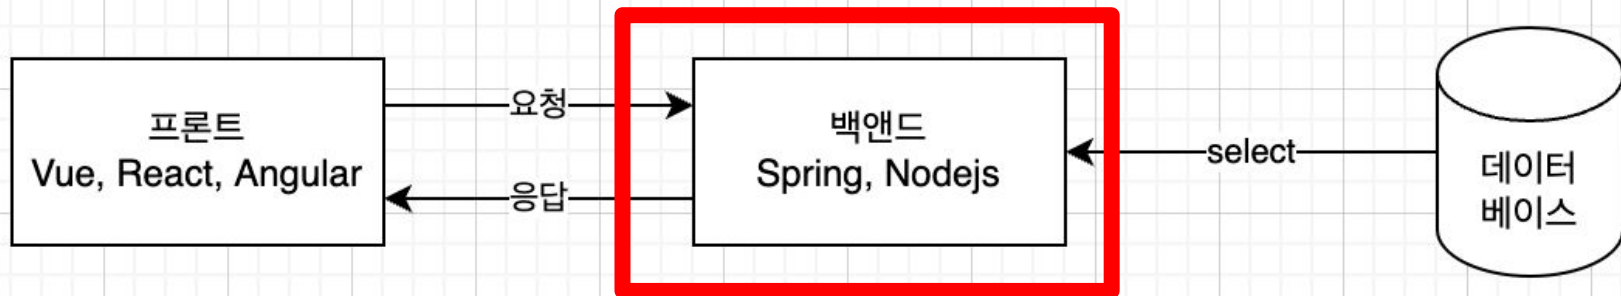 프론트
Vue, React, Angular
요청
응답
백앤드
Spring, Nodejs
select
데이터
베이스